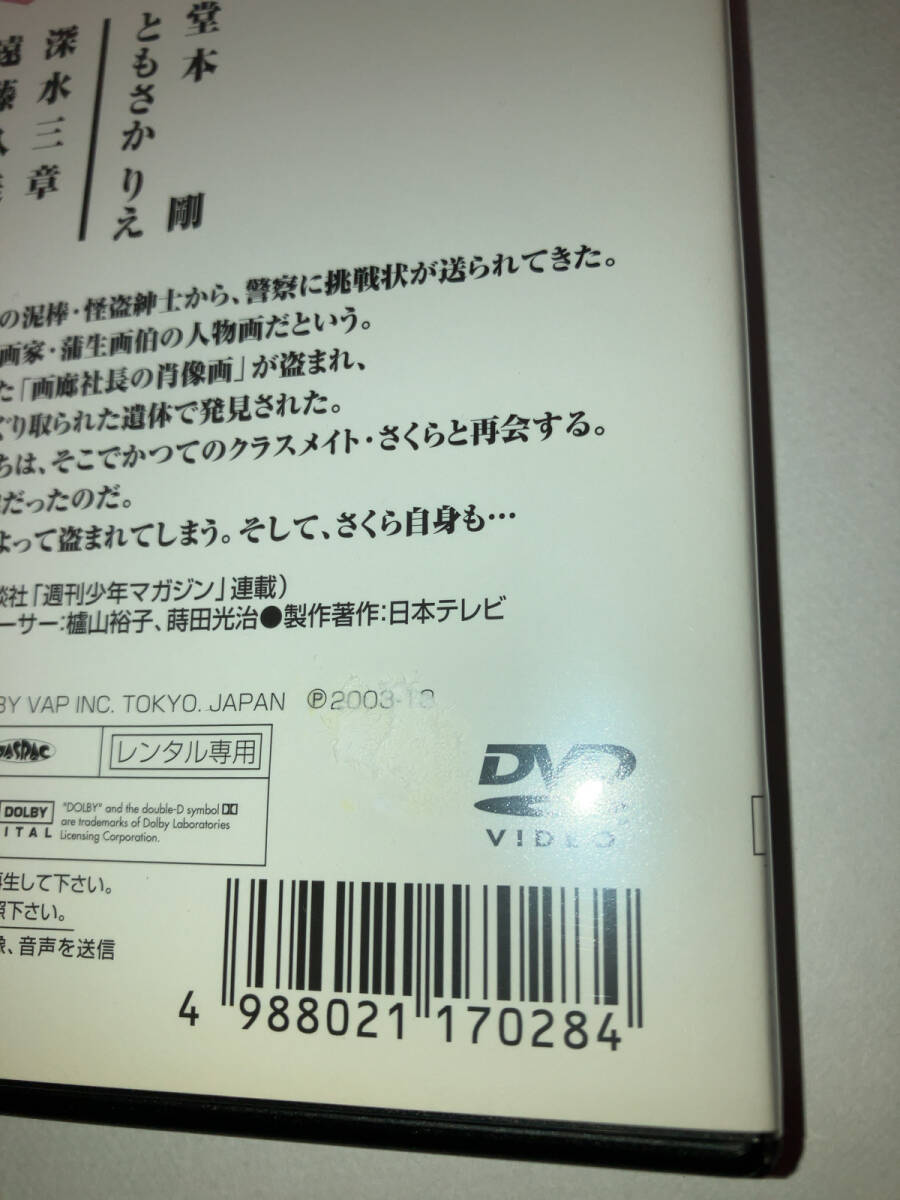 堂本 剛
ともさか りえ
深水三章
遠藤
の泥棒・怪盗紳士から、警察に挑戦状が送られてきた。
画家・蒲生画伯の人物画だという。
た「画廊社長の肖像画」が盗まれ、
ぐり取られた遺体で発見された。
ちは、そこでかつてのクラスメイト・さくらと再会する。
だったのだ。
よって盗まれてしまう。そして、さくら自身も…
談社「週刊少年マガジン」連載）
ーサー:櫨山裕子、蒔田光治●製作著作:日本テレビ
BY VAP INC. TOKYO. JAPAN ℗2003-18
レンタル専用
DOLBY
ITAL
"DOLBY" and the double-D symbol
are trademarks of Dolby Laboratories
Licensing Corporation.
DVD
VIDEO
再生して下さい。
照下さい。
像、音声を送信
4 988021 170284